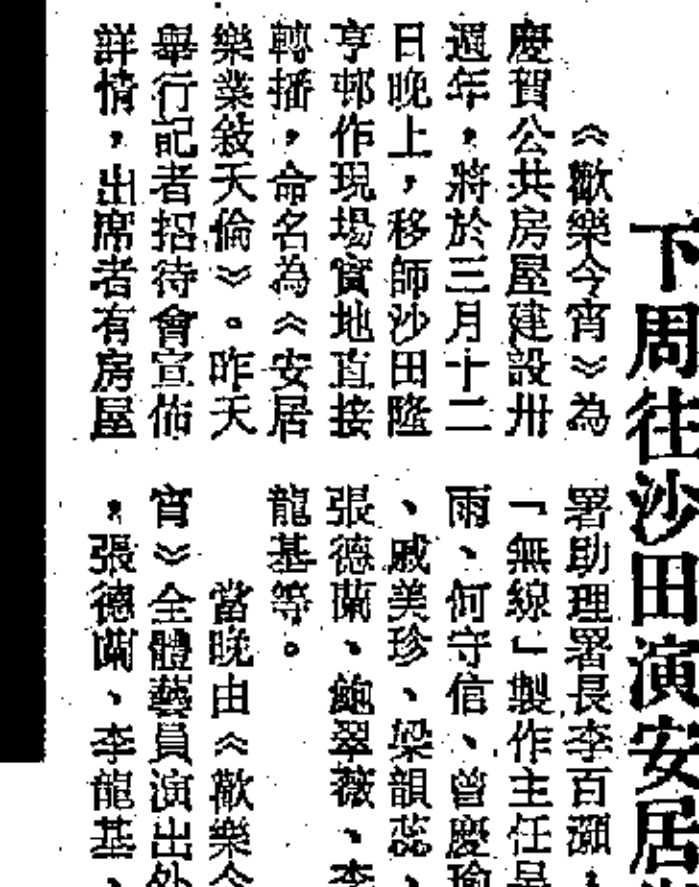 下周往沙田演安居
《歡樂今宵》為
慶賀公共房屋建設卅
週年，將於三月十二
日晚上，移師沙田隆
亨邨作現場實地直接
轉播，命名為《安居
樂業敍天倫》。昨天
舉行記者招待會宣佈
詳情，出席者有房屋
署助理署長李百灝，
「無線」製作主任吳
雨、何守信、曾慶瑜
、戚美珍、梁韻蕊、
張德蘭、鮑翠薇、李
龍基等。
當晚由《歡樂今
宵》全體藝員演出外
，張德蘭、李龍基、